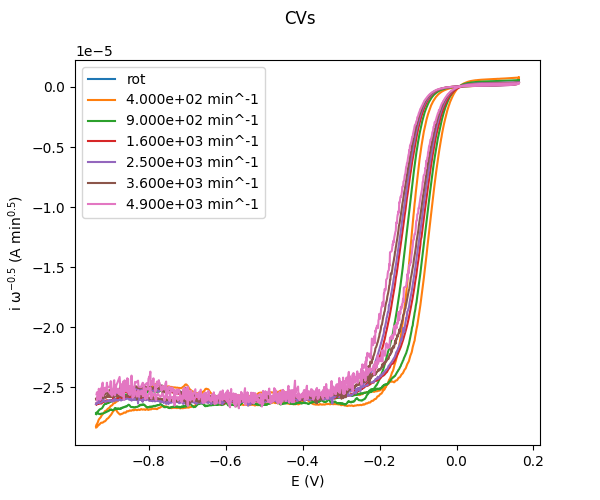 CVs
1e−5
0.0
−0.5
−1.0
−1.5
−2.0
−2.5
i ω^−0.5 (A min^0.5)
rot
4.000e+02 min^-1
9.000e+02 min^-1
1.600e+03 min^-1
2.500e+03 min^-1
3.600e+03 min^-1
4.900e+03 min^-1
−0.8 −0.6 −0.4 −0.2 0.0 0.2
E (V)